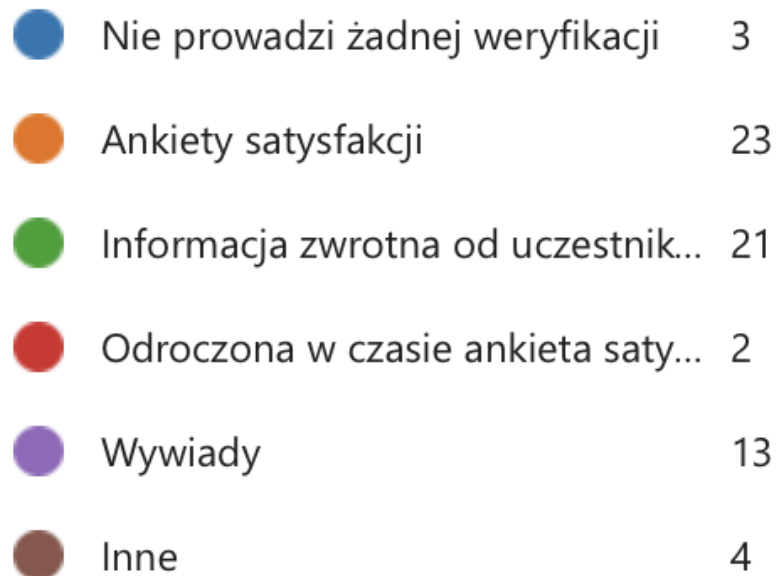 Nie prowadzi żadnej weryfikacji 3
Ankiety satysfakcji 23
Informacja zwrotna od uczestnik... 21
Odroczona w czasie ankieta saty... 2
Wywiady 13
Inne 4